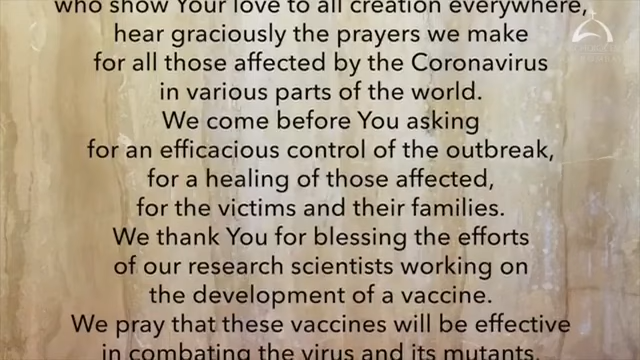 who show Your love to all creation everywhere,
hear graciously the prayers we make
for all those affected by the Coronavirus
in various parts of the world.
We come before You asking
for an efficacious control of the outbreak,
for a healing of those affected,
for the victims and their families.
We thank You for blessing the efforts
of our research scientists working on
the development of a vaccine.
We pray that these vaccines will be effective
in combating the virus and its mutants.